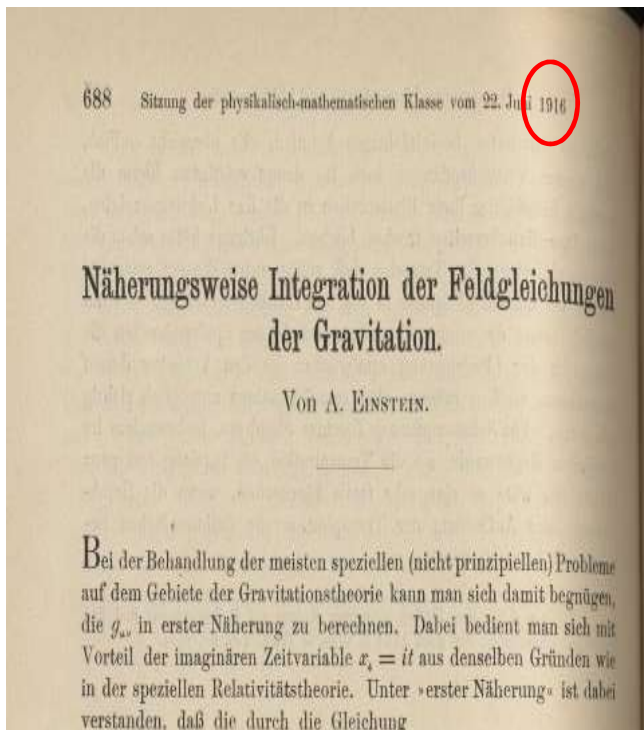 688 Sitzung der physikalisch-mathematischen Klasse vom 22. Juni 1916
Näherungsweise Integration der Feldgleichungen
der Gravitation.
Von A. EINSTEIN.
Bei der Behandlung der meisten speziellen (nicht prinzipiellen) Probleme
auf dem Gebiete der Gravitationstheorie kann man sich damit begnügen,
die gμν in erster Näherung zu berechnen. Dabei bedient man sich mit
Vorteil der imaginären Zeitvariable x₄ = it aus denselben Gründen wie
in der speziellen Relativitätstheorie. Unter »erster Näherung« ist dabei
verstanden, daß die durch die Gleichung